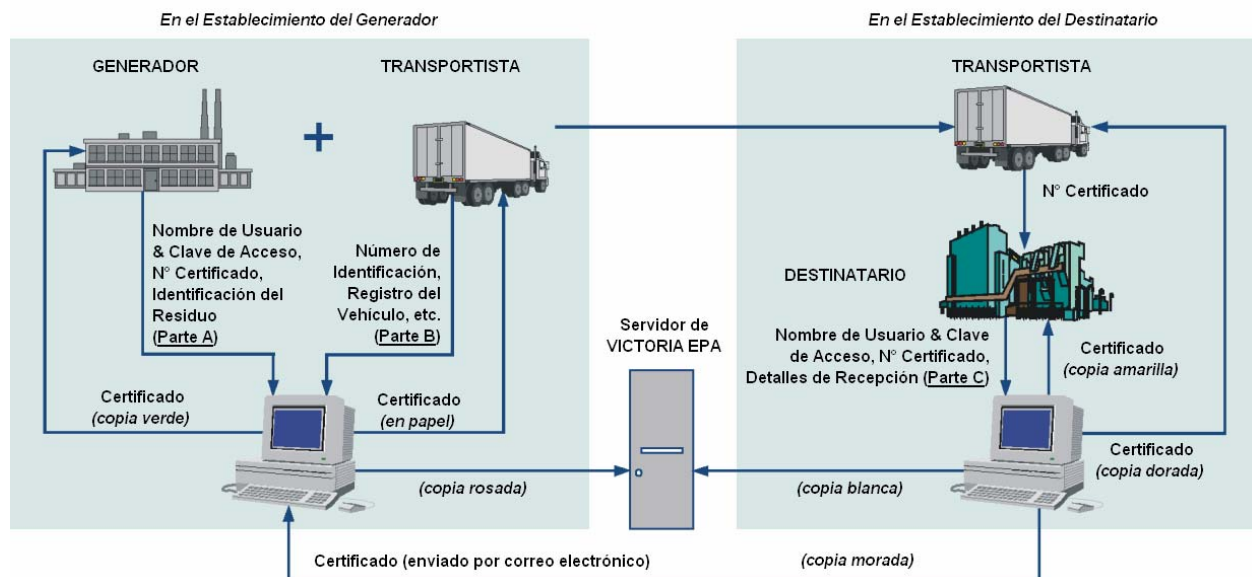 En el Establecimiento del Generador
En el Establecimiento del Destinatario
GENERADOR
TRANSPORTISTA
Nombre de Usuario
& Clave de Acceso,
N° Certificado,
Identificación del
Residuo
(Parte A)
Número de
Identificación,
Registro del
Vehículo, etc.
(Parte B)
Certificado
(copia verde)
Certificado
(en papel)
(copia rosada)
Servidor de
VICTORIA EPA
TRANSPORTISTA
N° Certificado
DESTINATARIO
Nombre de Usuario & Clave
de Acceso, N° Certificado,
Detalles de Recepción (Parte C)
Certificado
(copia amarilla)
Certificado
(copia dorada)
(copia blanca)
Certificado (enviado por correo electrónico)
(copia morada)